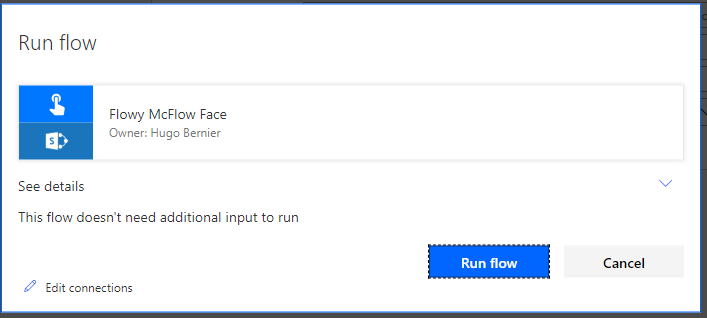 Run flow
Flowy McFlow Face
Owner: Hugo Bernier
See details
This flow doesn't need additional input to run
Run flow
Cancel
Edit connections